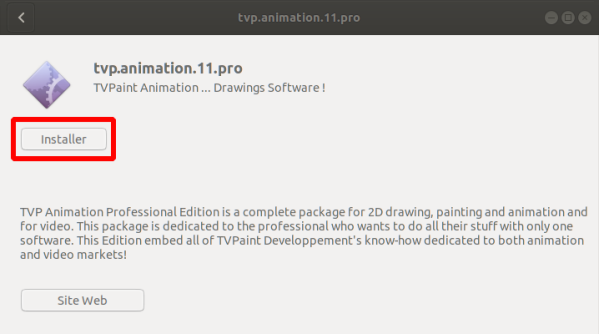 tvp.animation.11.pro
tvp.animation.11.pro
TVPaint Animation ... Drawings Software !
Installer
TVP Animation Professional Edition is a complete package for 2D drawing, painting and animation and
for video. This package is dedicated to the professional who wants to do all their stuff with only one
software. This Edition embed all of TVPaint Developpement's know-how dedicated to both animation
and video markets!
Site Web